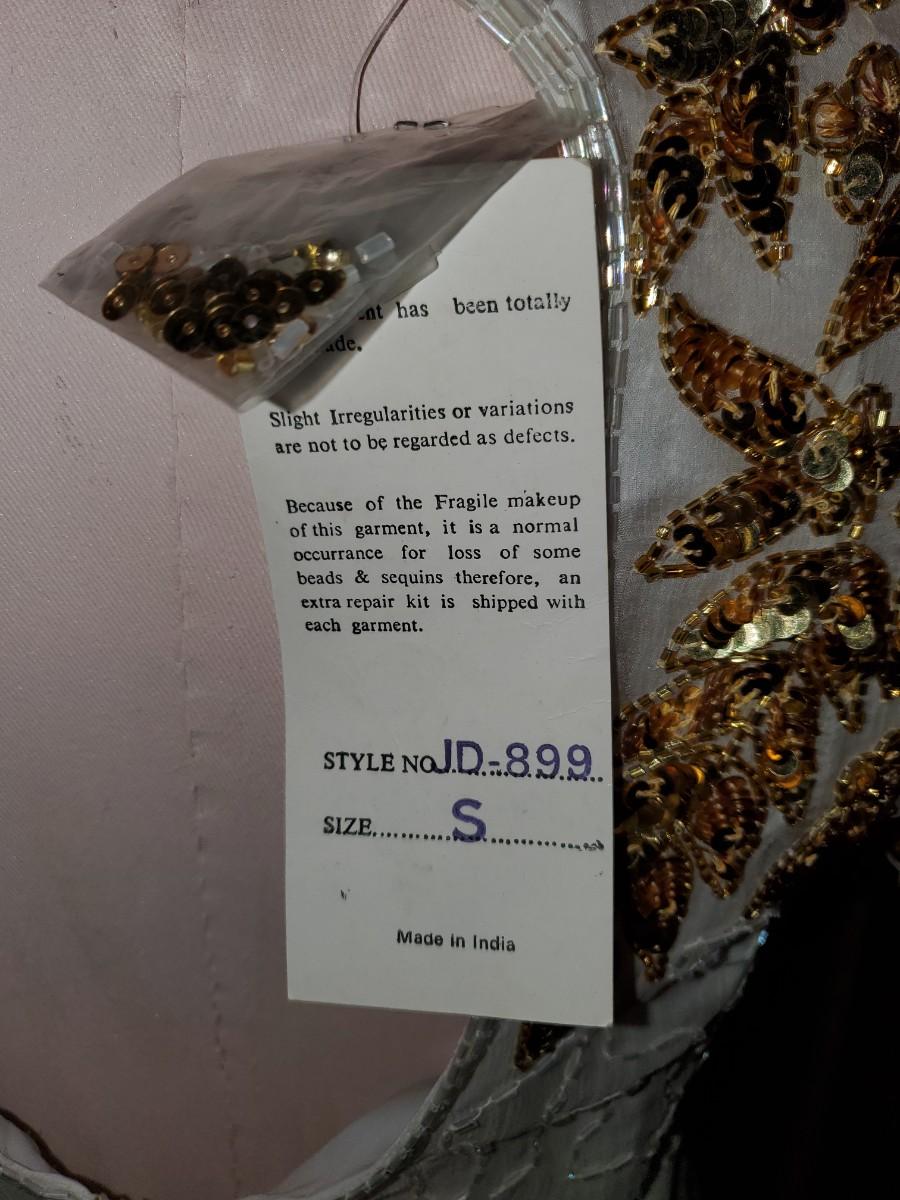 has been totally
Slight Irregularities or variations
are not to be regarded as defects.
Because of the Fragile makeup
of this garment, it is a normal
occurrance for loss of some
beads & sequins therefore, an
extra repair kit is shipped with
each garment.
STYLE NO JD-899
SIZE..........S..............
Made in India